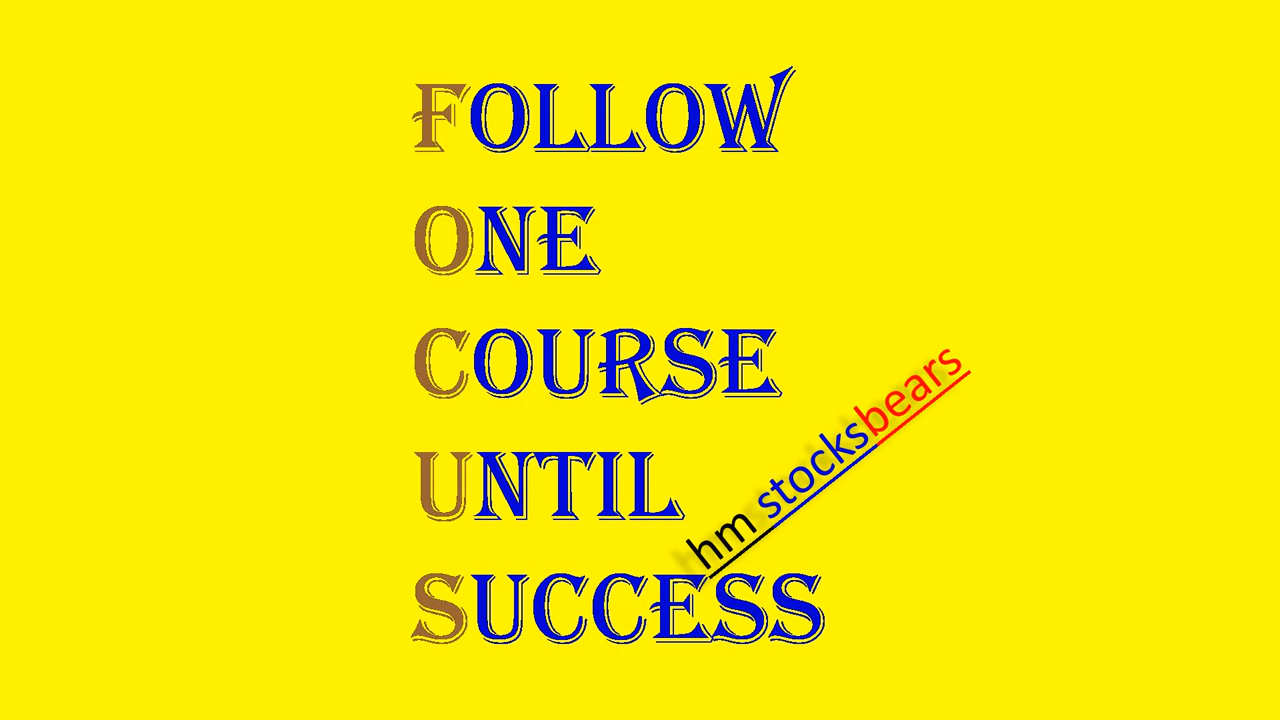 FOLLOW
ONE
COURSE
UNTIL
SUCCESS
hm stocksbears